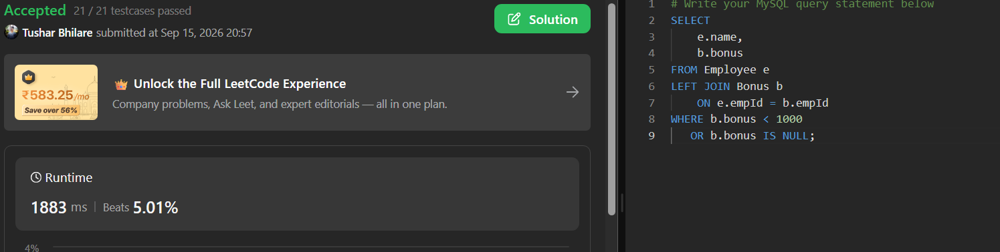 Accepted 21 / 21 testcases passed
Tushar Bhilare submitted at Sep 15, 2026 20:57
Solution
₹583.25/mo
Save over 56%
Unlock the Full LeetCode Experience
Company problems, Ask Leet, and expert editorials — all in one plan.
Runtime
1883 ms | Beats 5.01%
4%
1 # Write your MySQL query statement below
2 SELECT
3     e.name,
4     b.bonus
5 FROM Employee e
6 LEFT JOIN Bonus b
7     ON e.empId = b.empId
8 WHERE b.bonus < 1000
9    OR b.bonus IS NULL;